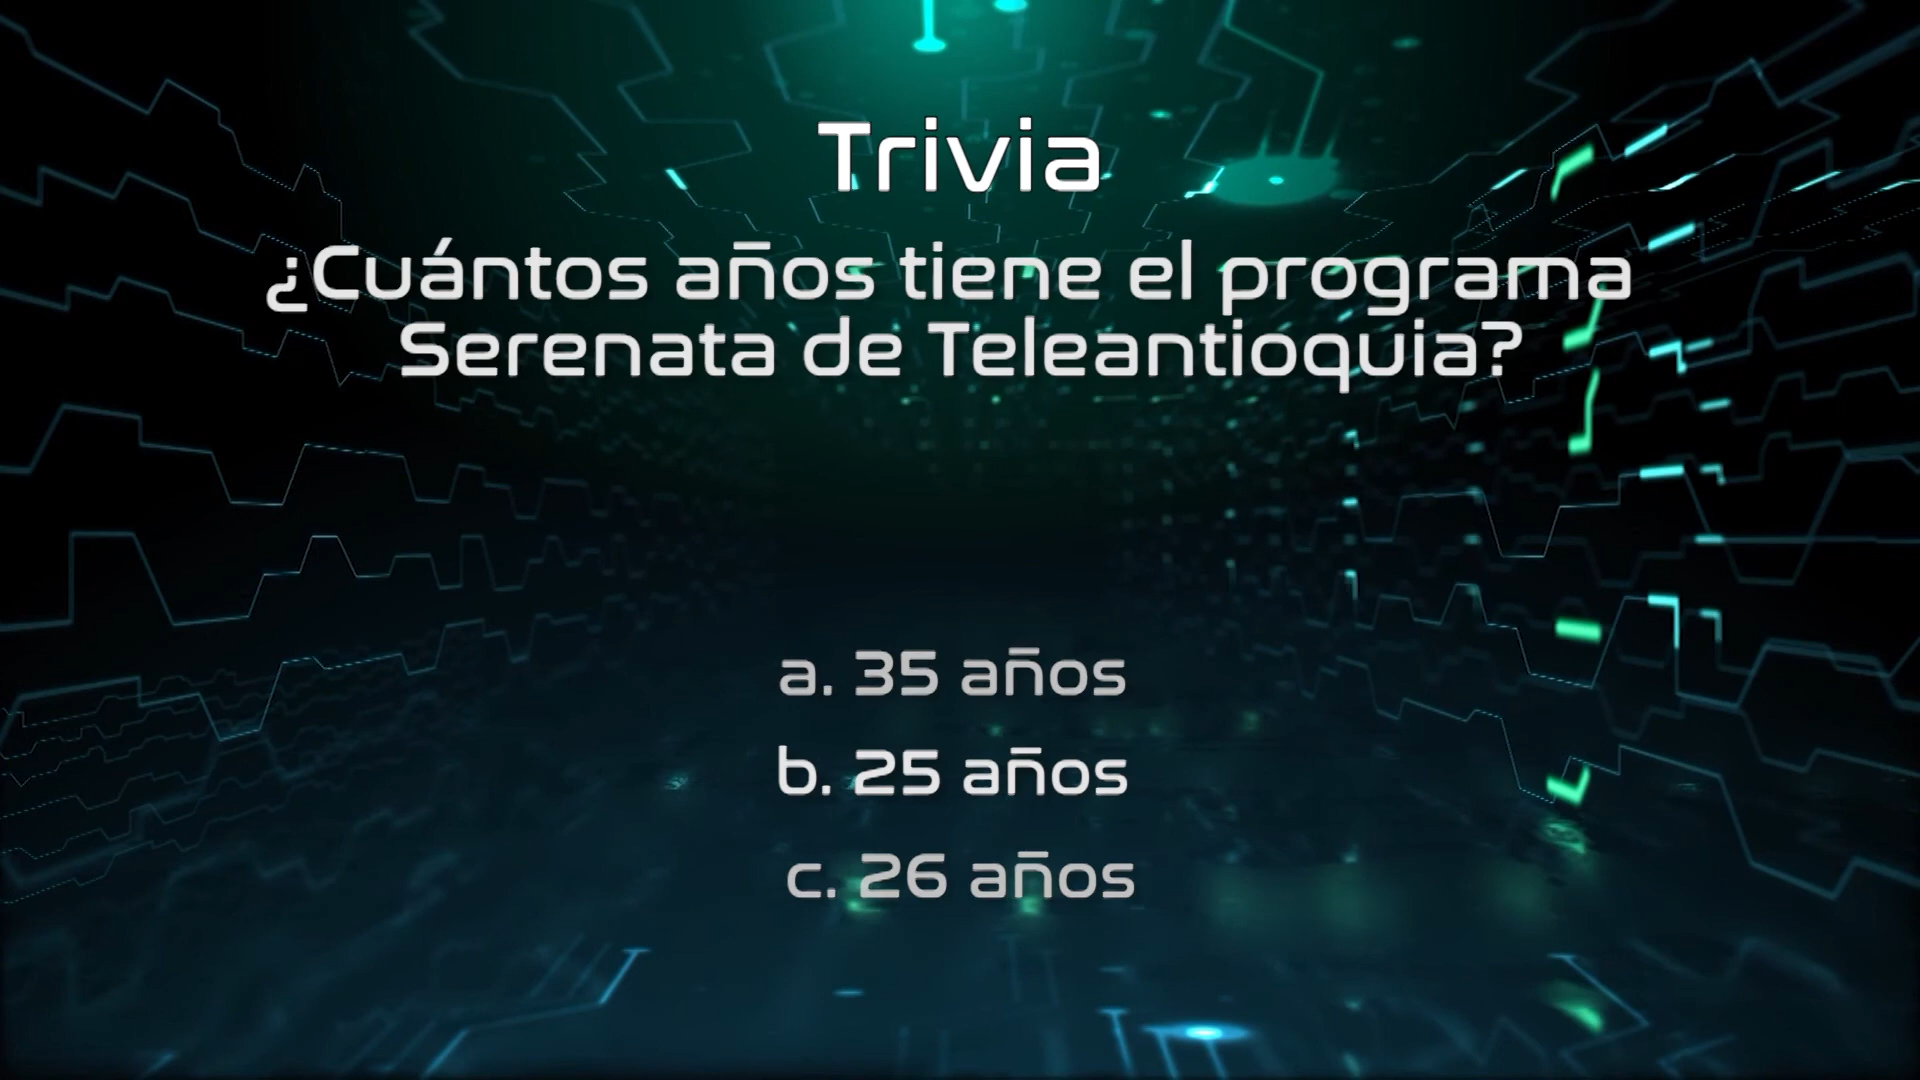 Trivia
¿Cuántos años tiene el programa
Serenata de Teleantioquia?
a. 35 años
b. 25 años
c. 26 años